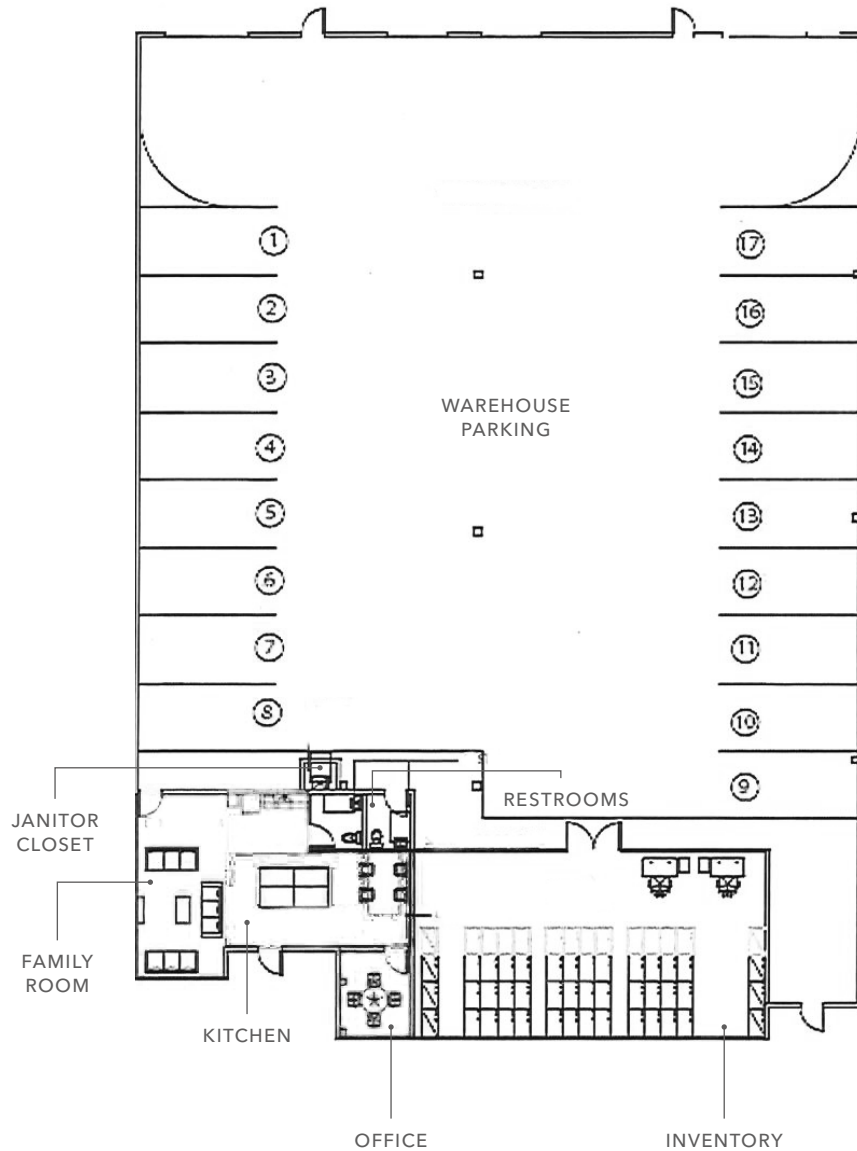 1
17
2
16
3
15
WAREHOUSE
PARKING
4
14
5
13
6
12
7
11
8
10
9
JANITOR
CLOSET
RESTROOMS
FAMILY
ROOM
KITCHEN
OFFICE
INVENTORY